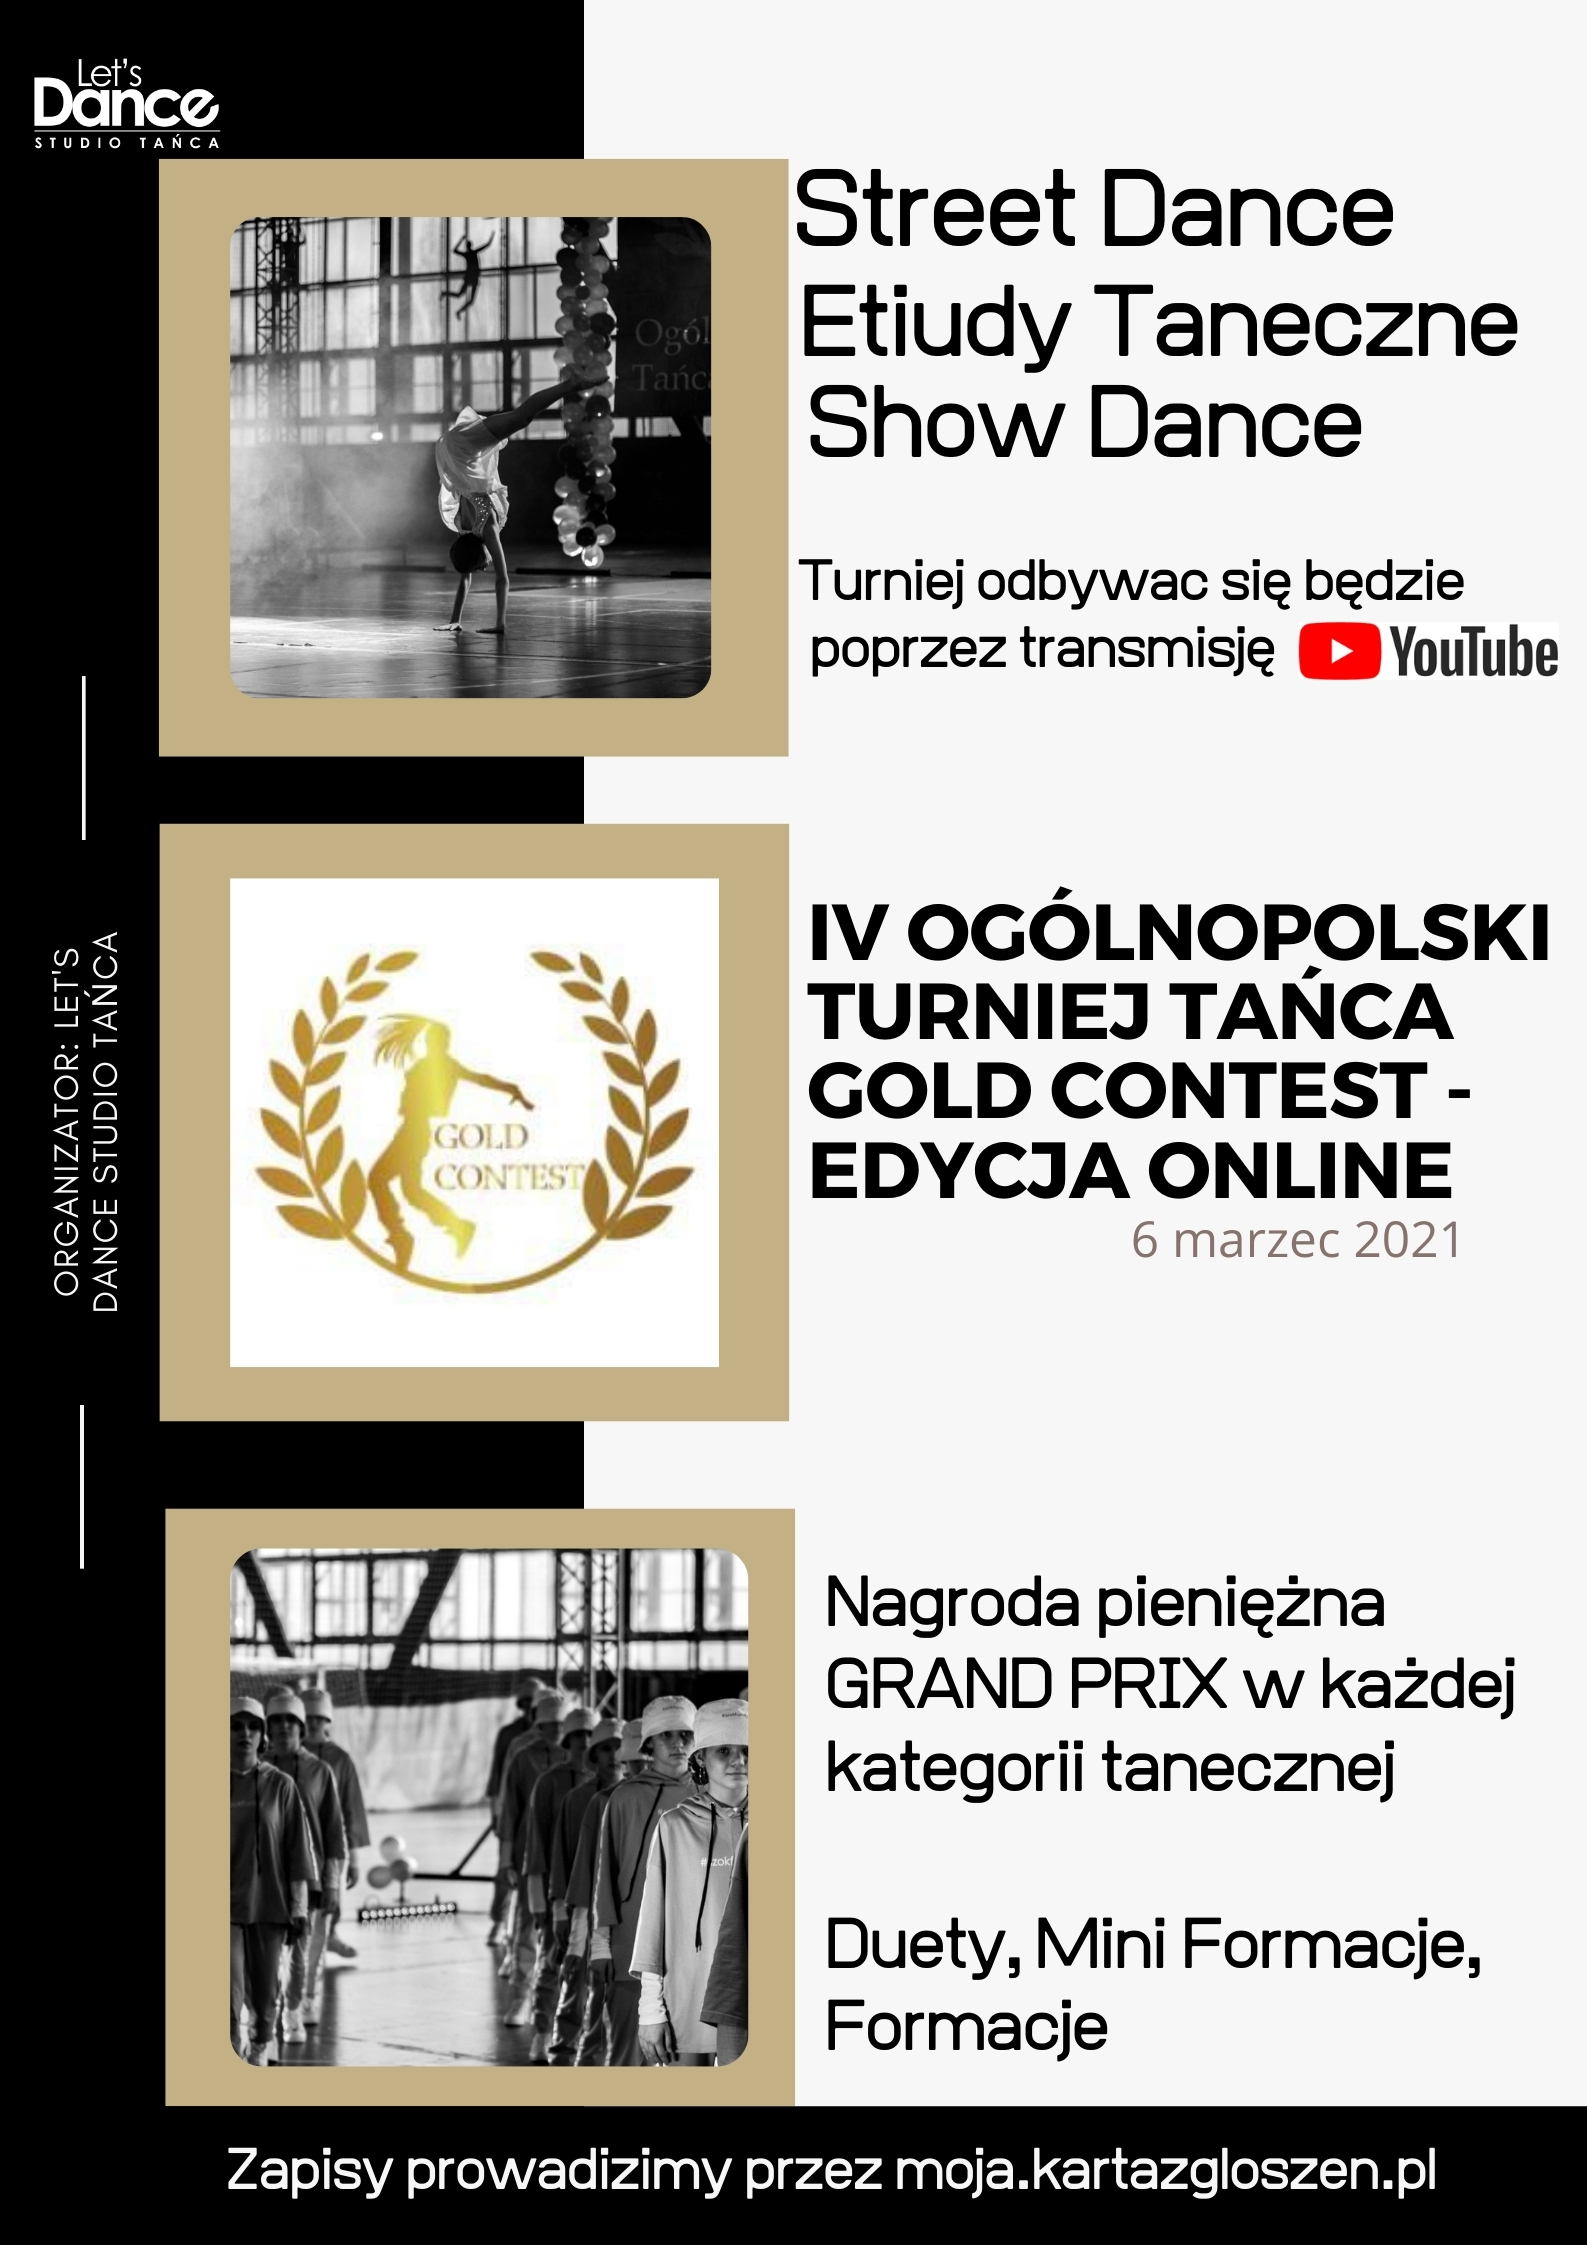 Let's
Dance
STUDIO TAŃCA
Street Dance
Etiudy Taneczne
Show Dance
Ogól
Tańca
Turniej odbywac się będzie
poprzez transmisję YouTube
ORGANIZATOR: LET'S
DANCE STUDIO TAŃCA
GOLD
CONTEST
IV OGÓLNOPOLSKI
TURNIEJ TAŃCA
GOLD CONTEST -
EDYCJA ONLINE
6 marzec 2021
Nagroda pieniężna
GRAND PRIX w każdej
kategorii tanecznej
Duety, Mini Formacje,
Formacje
Zapisy prowadizimy przez moja.kartazgloszen.pl